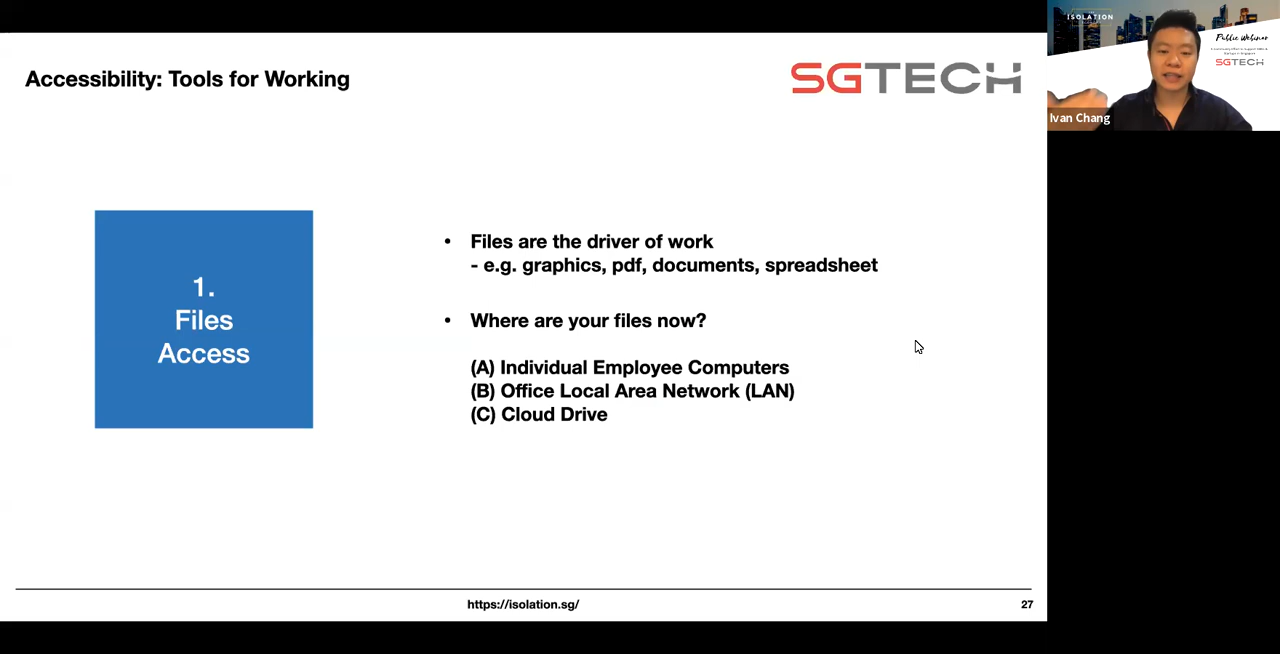 Accessibility: Tools for Working
SGTECH
1.
Files
Access
• Files are the driver of work
- e.g. graphics, pdf, documents, spreadsheet
• Where are your files now?
(A) Individual Employee Computers
(B) Office Local Area Network (LAN)
(C) Cloud Drive
https://isolation.sg/
27
ISOLATION
Public Webinar
SGTECH
Ivan Chang